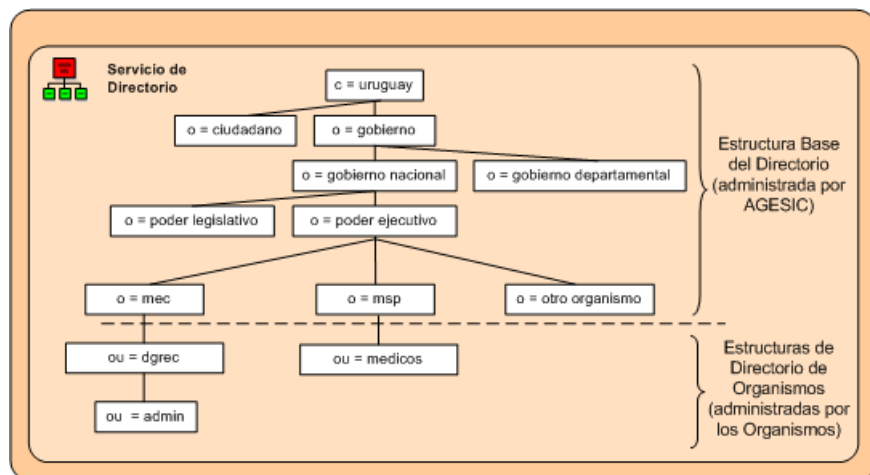 Servicio de
Directorio
c = uruguay
o = ciudadano
o = gobierno
o = gobierno nacional
o = gobierno departamental
o = poder legislativo
o = poder ejecutivo
Estructura Base
del Directorio
(administrada por
AGESIC)
o = mec
o = msp
o = otro organismo
ou = dgrec
ou = medicos
ou = admin
Estructuras de
Directorio de
Organismos
(administradas por
los Organismos)